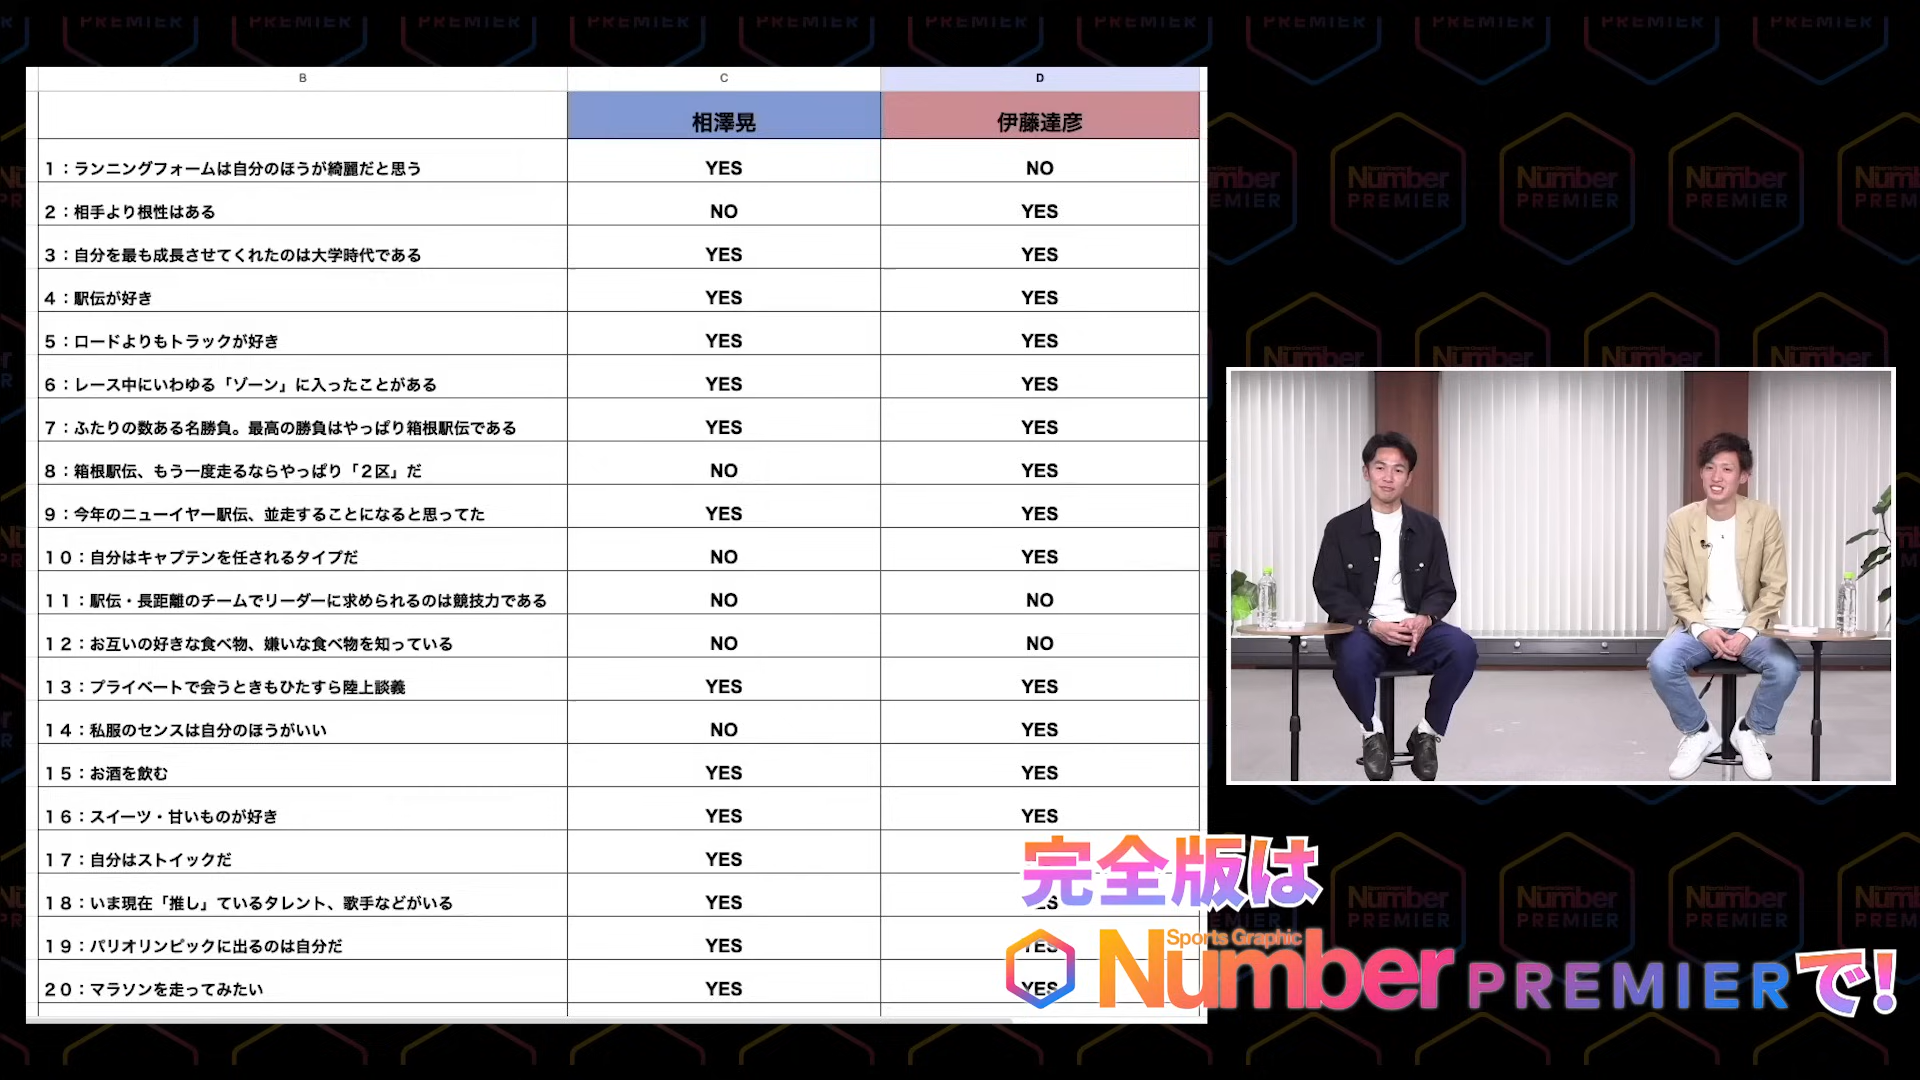 B C D
相澤晃 伊藤達彦
1：ランニングフォームは自分のほうが綺麗だと思う YES NO
2：相手より根性はある NO YES
3：自分を最も成長させてくれたのは大学時代である YES YES
4：駅伝が好き YES YES
5：ロードよりもトラックが好き YES YES
6：レース中にいわゆる「ゾーン」に入ったことがある YES YES
7：ふたりの数ある名勝負。最高の勝負はやっぱり箱根駅伝である YES YES
8：箱根駅伝、もう一度走るならやっぱり「２区」だ NO YES
9：今年のニューイヤー駅伝、並走することになると思ってた YES YES
１０：自分はキャプテンを任されるタイプだ NO YES
１１：駅伝・長距離のチームでリーダーに求められるのは競技力である NO NO
１２：お互いの好きな食べ物、嫌いな食べ物を知っている NO NO
１３：プライベートで会うときもひたすら陸上談義 YES YES
１４：私服のセンスは自分のほうがいい NO YES
１５：お酒を飲む YES YES
１６：スイーツ・甘いものが好き YES YES
１７：自分はストイックだ YES
１８：いま現在「推し」ているタレント、歌手などがいる YES YES
１９：パリオリンピックに出るのは自分だ YES YES
２０：マラソンを走ってみたい YES YES
完全版は
Sports Graphic
Number PREMIERで!